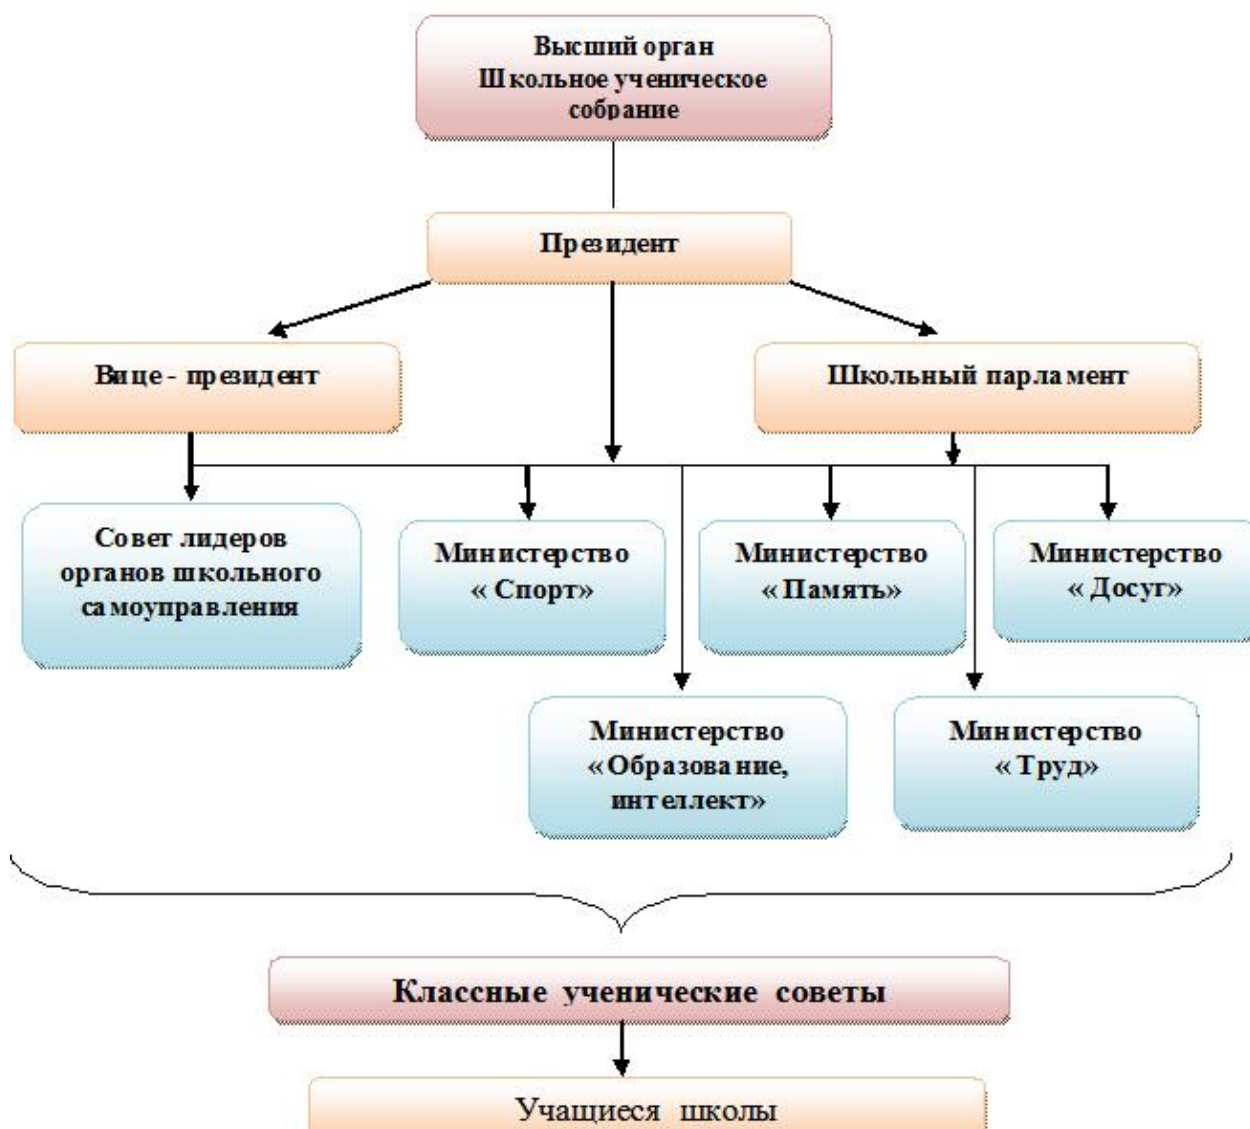 Высший орган
Школьное ученическое
собрание
Президент
Вице - президент
Школьный парламент
Совет лидеров
органов школьного
самоуправления
Министерство
« Спорт»
Министерство
« Память»
Министерство
« Досуг»
Министерство
« Образование,
интеллект»
Министерство
« Труд»
Классные ученические советы
Учащиеся школы